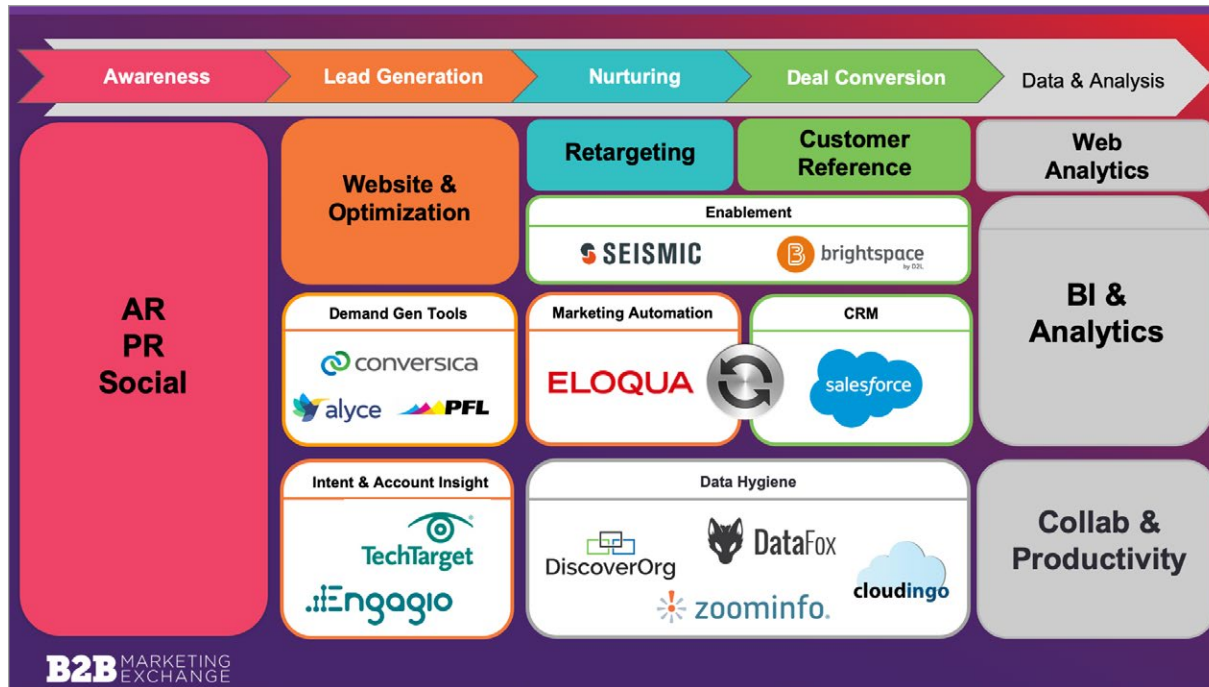 Awareness
Lead Generation
Nurturing
Deal Conversion
Data & Analysis
AR
PR
Social
Website &
Optimization
Retargeting
Customer
Reference
Web
Analytics
Enablement
SEISMIC
brightspace
by D2L
Demand Gen Tools
conversica
alyce
PFL
Marketing Automation
ELOQUA
CRM
salesforce
BI &
Analytics
Intent & Account Insight
TechTarget
Engagio
Data Hygiene
DiscoverOrg
DataFox
zoominfo.
cloudingo
Collab &
Productivity
B2B MARKETING
EXCHANGE